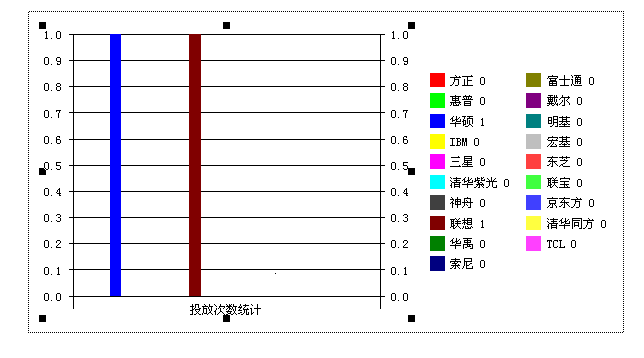 1.0
0.9
0.8
0.7
0.6
0.5
0.4
0.3
0.2
0.1
0.0
1.0
0.9
0.8
0.7
0.6
0.5
0.4
0.3
0.2
0.1
0.0
投放次数统计
方正 0
惠普 0
华硕 1
IBM 0
三星 0
清华紫光 0
神舟 0
联想 1
华禹 0
索尼 0
富士通 0
戴尔 0
明基 0
宏基 0
东芝 0
联宝 0
京东方 0
清华同方 0
TCL 0